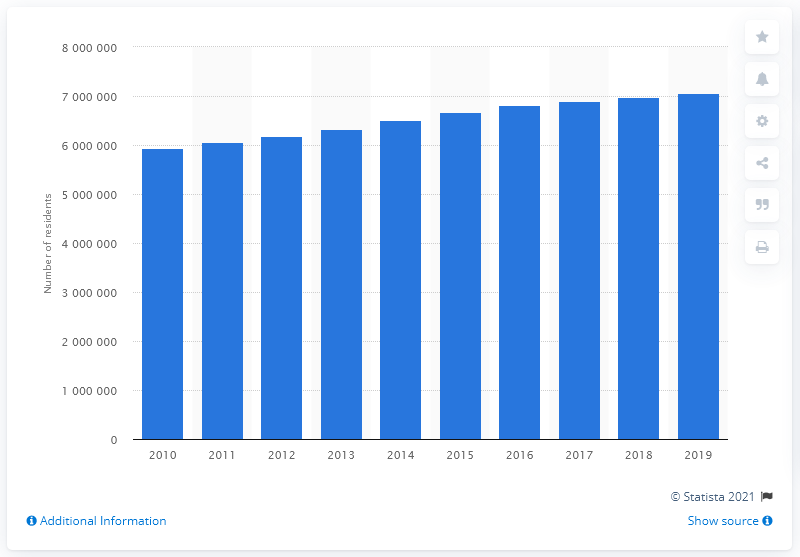 8 000 000
7 000 000
6 000 000
5 000 000
4 000 000
3 000 000
2 000 000
1 000 000
0
Number of residents
2010 2011 2012 2013 2014 2015 2016 2017 2018 2019
© Statista 2021
Additional Information Show source